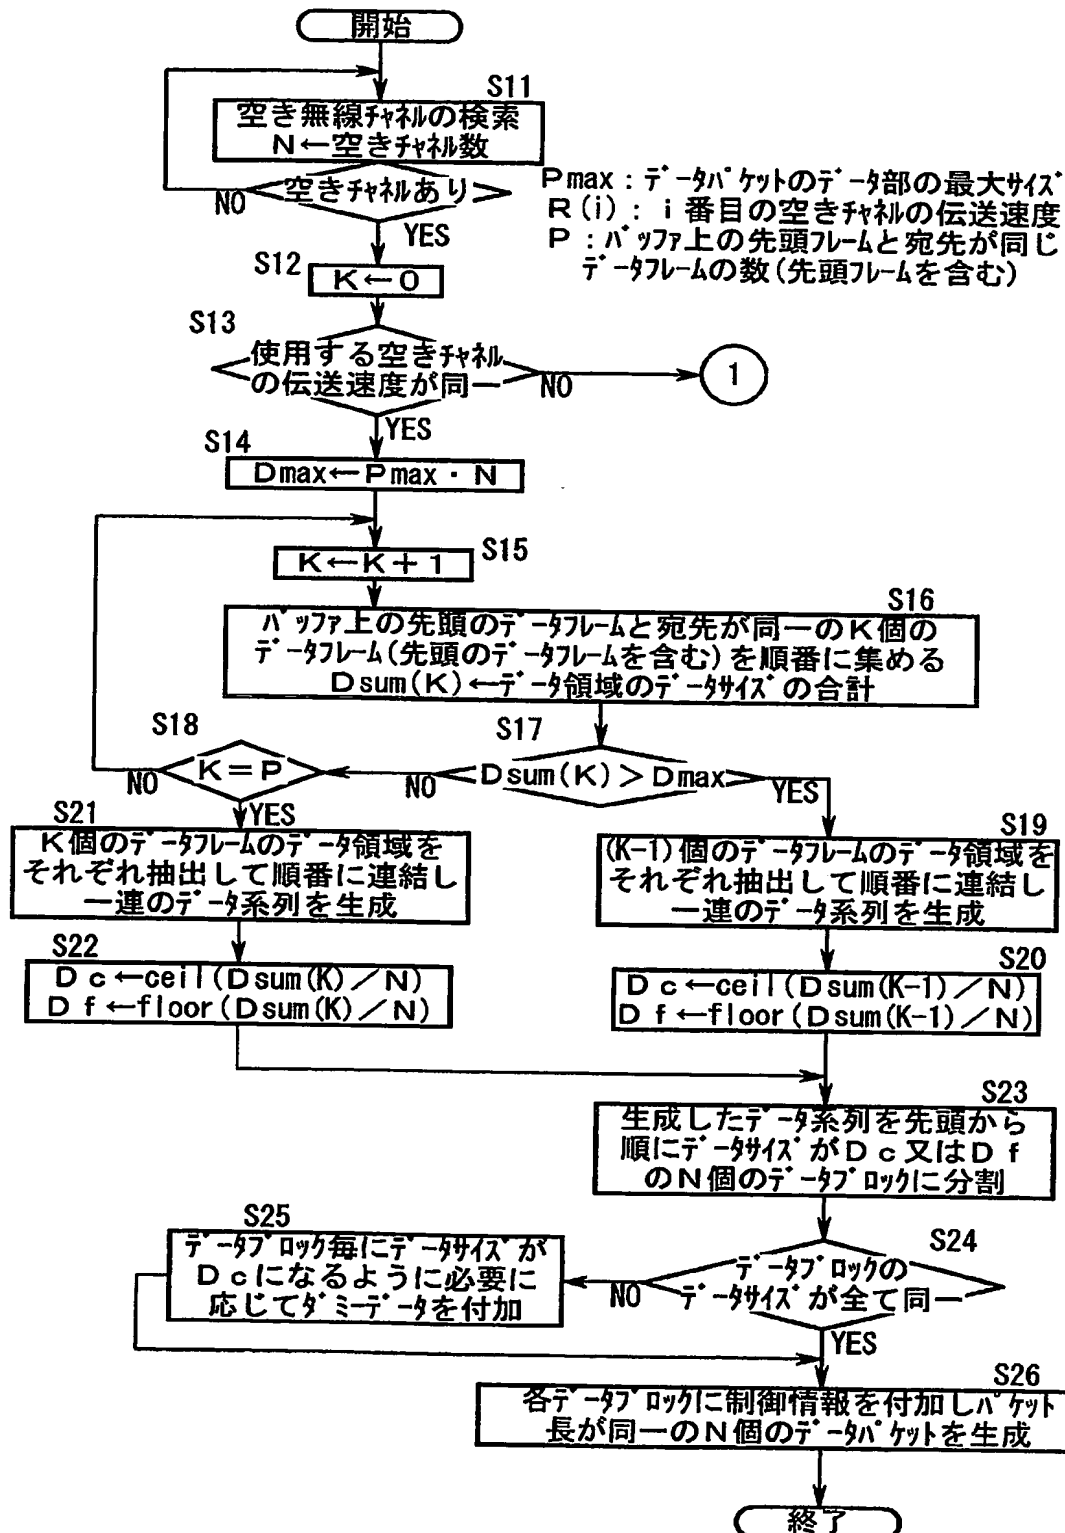 開始
S11
空き無線チャネルの検索
N←空きチャネル数
空きチャネルあり
NO
YES
Pmax：データパケットのデータ部の最大サイズ
R(i)：i番目の空きチャネルの伝送速度
P：バッファ上の先頭フレームと宛先が同じ
データフレームの数(先頭フレームを含む)
S12
K←0
S13
使用する空きチャネル
の伝送速度が同一
NO
1
YES
S14
Dmax←Pmax・N
K←K+1
S15
S16
バッファ上の先頭のデータフレームと宛先が同一のK個の
データフレーム(先頭のデータフレームを含む)を順番に集める
Dsum(K)←データ領域のデータサイズの合計
S18
S17
K=P
Dsum(K)>Dmax
NO
NO
YES
YES
S21
K個のデータフレームのデータ領域を
それぞれ抽出して順番に連結し
一連のデータ系列を生成
S19
(K-1)個のデータフレームのデータ領域を
それぞれ抽出して順番に連結し
一連のデータ系列を生成
S22
Dc←ceil(Dsum(K)/N)
Df←floor(Dsum(K)/N)
S20
Dc←ceil(Dsum(K-1)/N)
Df←floor(Dsum(K-1)/N)
S23
生成したデータ系列を先頭から
順にデータサイズがDc又はDf
のN個のデータブロックに分割
S25
データブロック毎にデータサイズが
Dcになるように必要に
応じてダミーデータを付加
S24
データブロックの
データサイズが全て同一
NO
YES
S26
各データブロックに制御情報を付加しパケット
長が同一のN個のデータパケットを生成
終了